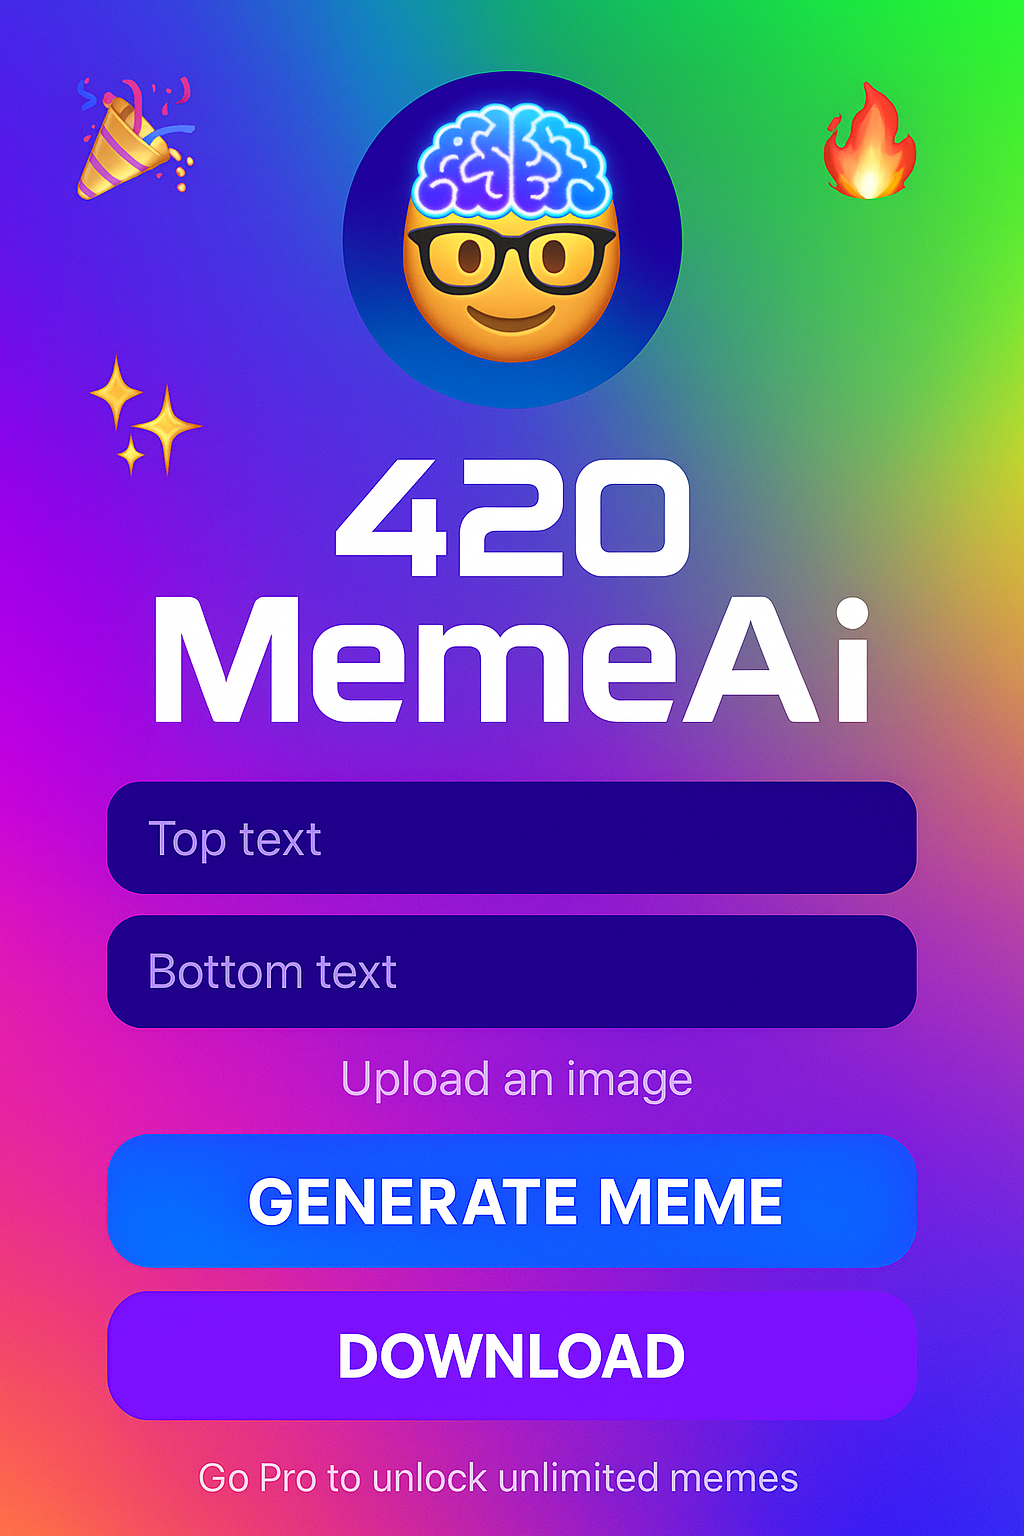 420
MemeAi
Top text
Bottom text
Upload an image
GENERATE MEME
DOWNLOAD
Go Pro to unlock unlimited memes